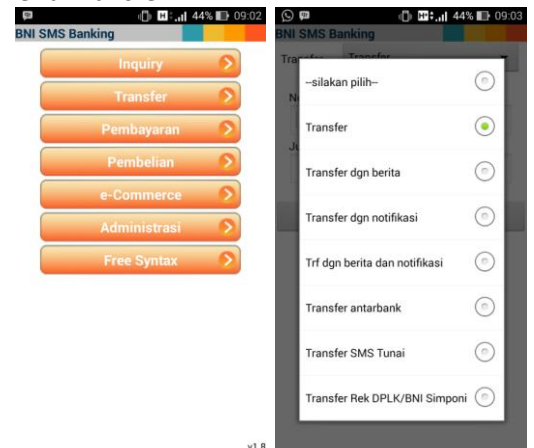 44% 09:02
BNI SMS Banking
Inquiry
Transfer
Pembayaran
Pembelian
e-Commerce
Administrasi
Free Syntax
v1.8
44% 09:03
BNI SMS Banking
Transfer
--silakan pilih--
Transfer
Transfer dgn berita
Transfer dgn notifikasi
Trf dgn berita dan notifikasi
Transfer antarbank
Transfer SMS Tunai
Transfer Rek DPLK/BNI Simponi